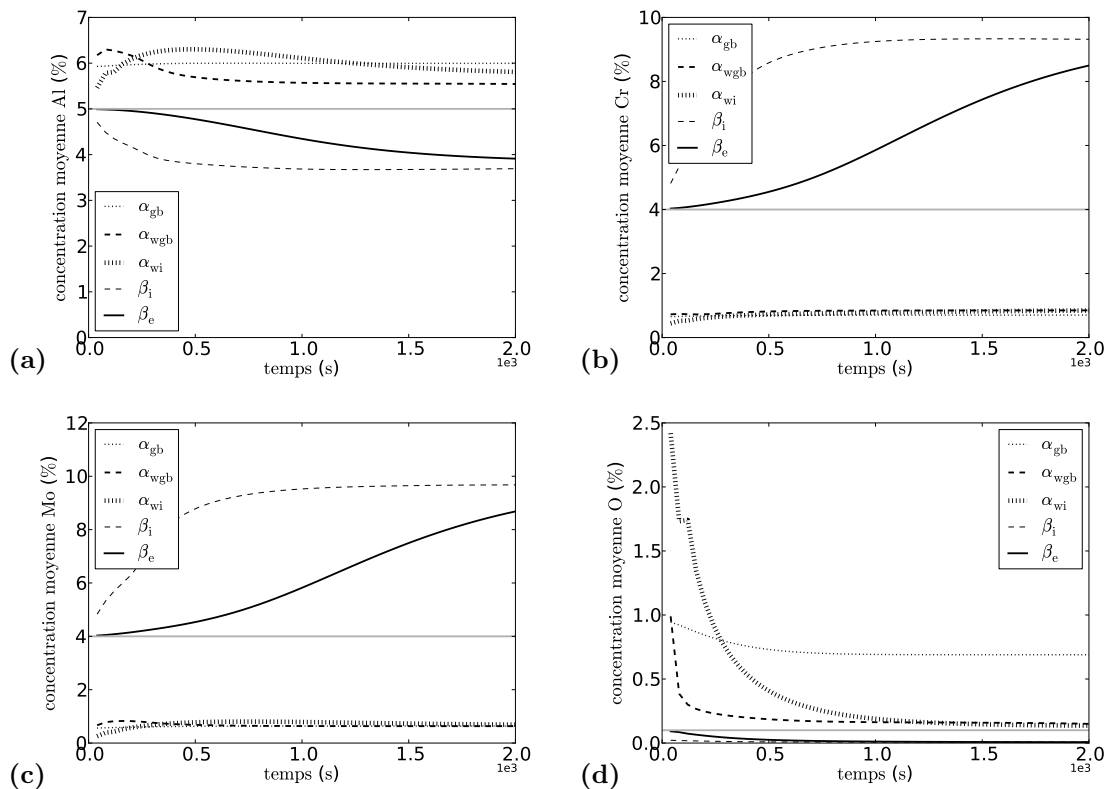 concentration moyenne Al (%)
7
6
5
4
3
2
1
0
α_gb
α_wgb
α_wi
β_i
β_e
0.0 0.5 1.0 1.5 2.0
1e3
temps (s)
(a)
concentration moyenne Cr (%)
10
8
6
4
2
0
α_gb
α_wgb
α_wi
β_i
β_e
0.0 0.5 1.0 1.5 2.0
1e3
temps (s)
(b)
concentration moyenne Mo (%)
12
10
8
6
4
2
0
α_gb
α_wgb
α_wi
β_i
β_e
0.0 0.5 1.0 1.5 2.0
1e3
temps (s)
(c)
concentration moyenne O (%)
2.5
2.0
1.5
1.0
0.5
0.0
α_gb
α_wgb
α_wi
β_i
β_e
0.0 0.5 1.0 1.5 2.0
1e3
temps (s)
(d)